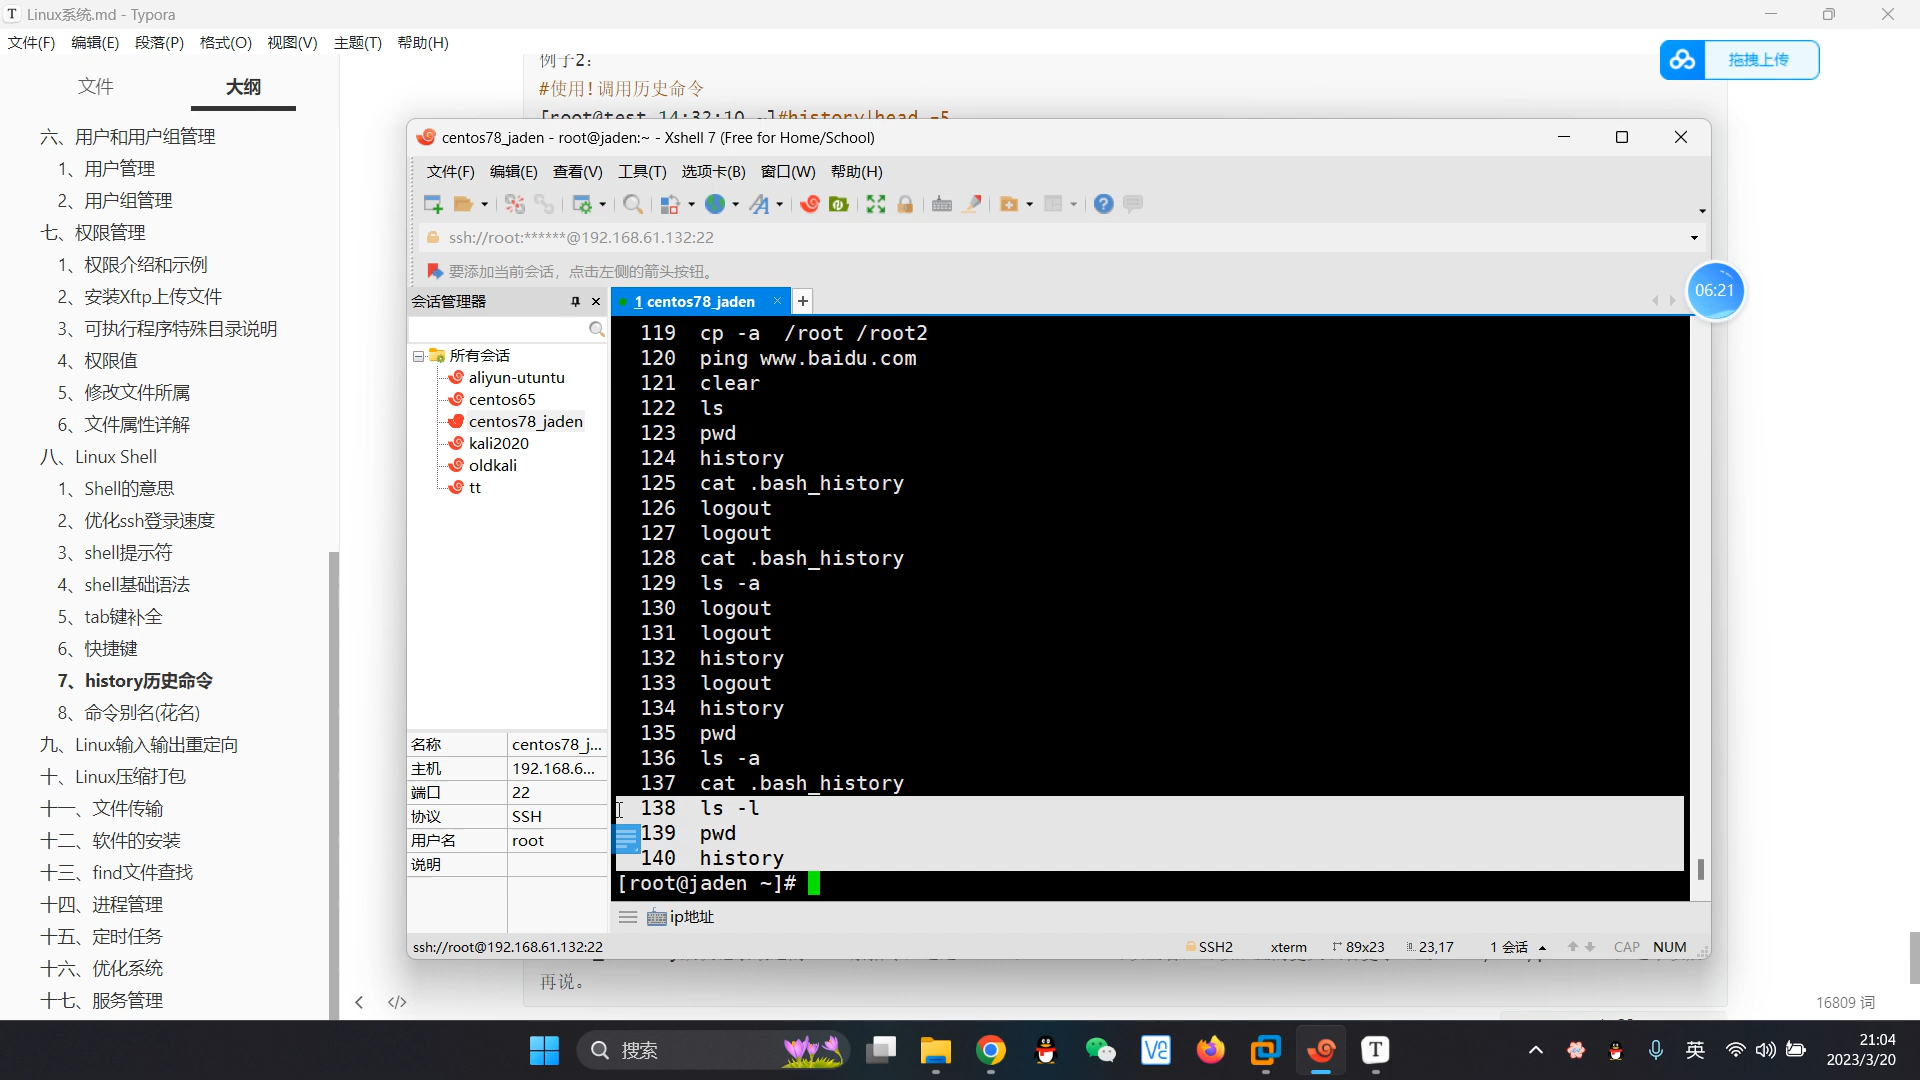 Linux系统.md - Typora
文件(F) 编辑(E) 段落(P) 格式(O) 视图(V) 主题(T) 帮助(H)
文件 大纲
六、用户和用户组管理
1、用户管理
2、用户组管理
七、权限管理
1、权限介绍和示例
2、安装Xftp上传文件
3、可执行程序特殊目录说明
4、权限值
5、修改文件所属
6、文件属性详解
八、Linux Shell
1、Shell的意思
2、优化ssh登录速度
3、shell提示符
4、shell基础语法
5、tab键补全
6、快捷键
7、history历史命令
8、命令别名(花名)
九、Linux输入输出重定向
十、Linux压缩打包
十一、文件传输
十二、软件的安装
十三、find文件查找
十四、进程管理
十五、定时任务
十六、优化系统
十七、服务管理
例子2:
#使用!调用历史命令
[root@test 14:32:10 ~]#history|head -5
拖拽上传
centos78_jaden - root@jaden:~ - Xshell 7 (Free for Home/School)
文件(F) 编辑(E) 查看(V) 工具(T) 选项卡(B) 窗口(W) 帮助(H)
ssh://root:******@192.168.61.132:22
要添加当前会话，点击左侧的箭头按钮。
06:21
会话管理器
1 centos78_jaden
所有会话
aliyun-utuntu
centos65
centos78_jaden
kali2020
oldkali
tt
名称 centos78_j...
主机 192.168.6...
端口 22
协议 SSH
用户名 root
说明
119 cp -a /root /root2
120 ping www.baidu.com
121 clear
122 ls
123 pwd
124 history
125 cat .bash_history
126 logout
127 logout
128 cat .bash_history
129 ls -a
130 logout
131 logout
132 history
133 logout
134 history
135 pwd
136 ls -a
137 cat .bash_history
138 ls -l
139 pwd
140 history
[root@jaden ~]#
ip地址
ssh://root@192.168.61.132:22 SSH2 xterm 89x23 23,17 1 会话 CAP NUM
再说。
16809 词
搜索
英
21:04
2023/3/20